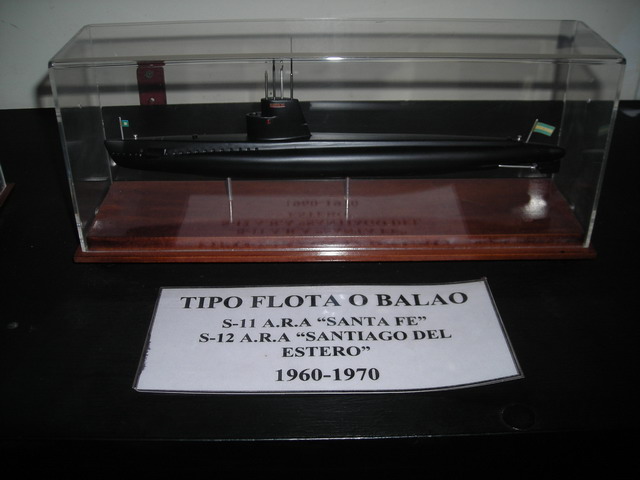 TIPO FLOTA O BALAO
S-11 A.R.A "SANTA FE"
S-12 A.R.A "SANTIAGO DEL
ESTERO"
1960-1970